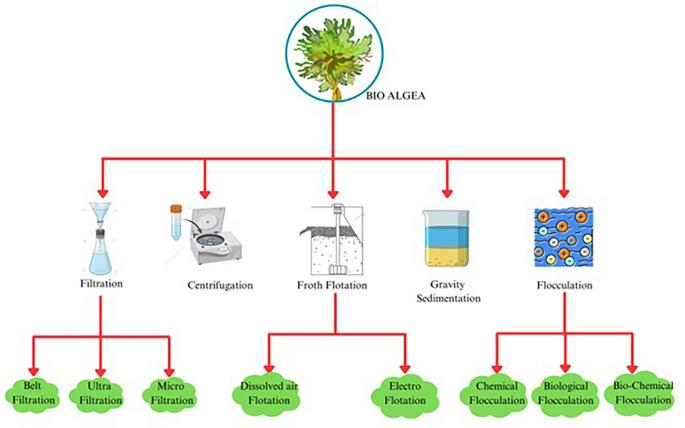 BIO ALGEA
Filtration
Centrifugation
Froth Flotation
Gravity
Sedimentation
Flocculation
Belt
Filtration
Ultra
Filtration
Micro
Filtration
Dissolved air
Flotation
Electro
Flotation
Chemical
Flocculation
Biological
Flocculation
Bio-Chemical
Flocculation